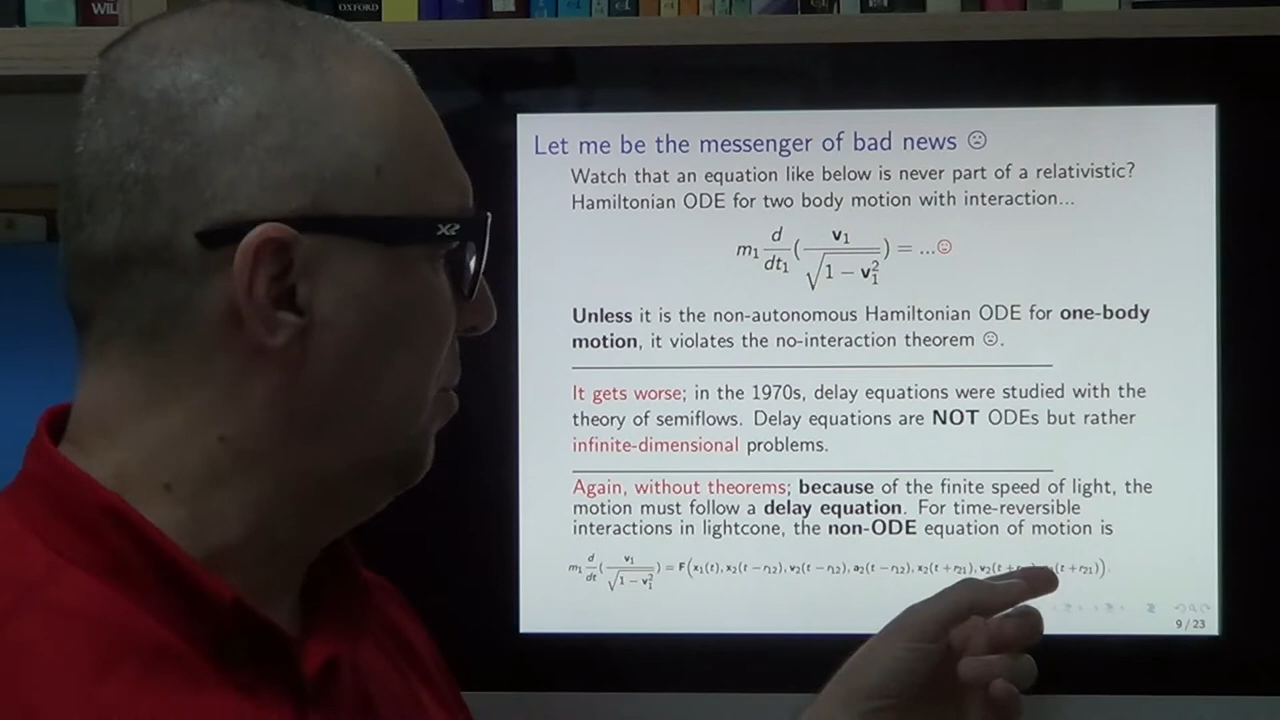 WIL
OXFORD
Let me be the messenger of bad news ☹
Watch that an equation like below is never part of a relativistic?
Hamiltonian ODE for two body motion with interaction...
m₁ d/dt₁ ( v₁ / √(1 − v₁²) ) = ...☺
Unless it is the non-autonomous Hamiltonian ODE for one-body
motion, it violates the no-interaction theorem ☹.
It gets worse; in the 1970s, delay equations were studied with the
theory of semiflows. Delay equations are NOT ODEs but rather
infinite-dimensional problems.
Again, without theorems; because of the finite speed of light, the
motion must follow a delay equation. For time-reversible
interactions in lightcone, the non-ODE equation of motion is
m₁ d/dt ( v₁ / √(1 − v₁²) ) = F(x₁(t), x₂(t − r₁₂), v₂(t − r₁₂), a₂(t − r₁₂), x₂(t + r₂₁), v₂(t + (t + r₂₁)).
9 / 23
X2